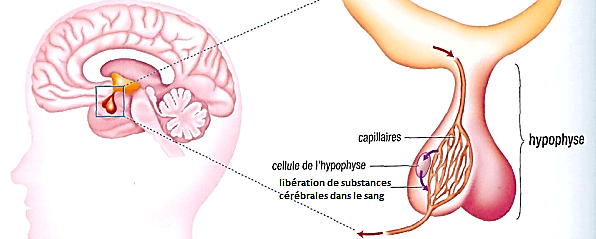 capillaires
hypophyse
cellule de l'hypophyse
libération de substances
cérébrales dans le sang